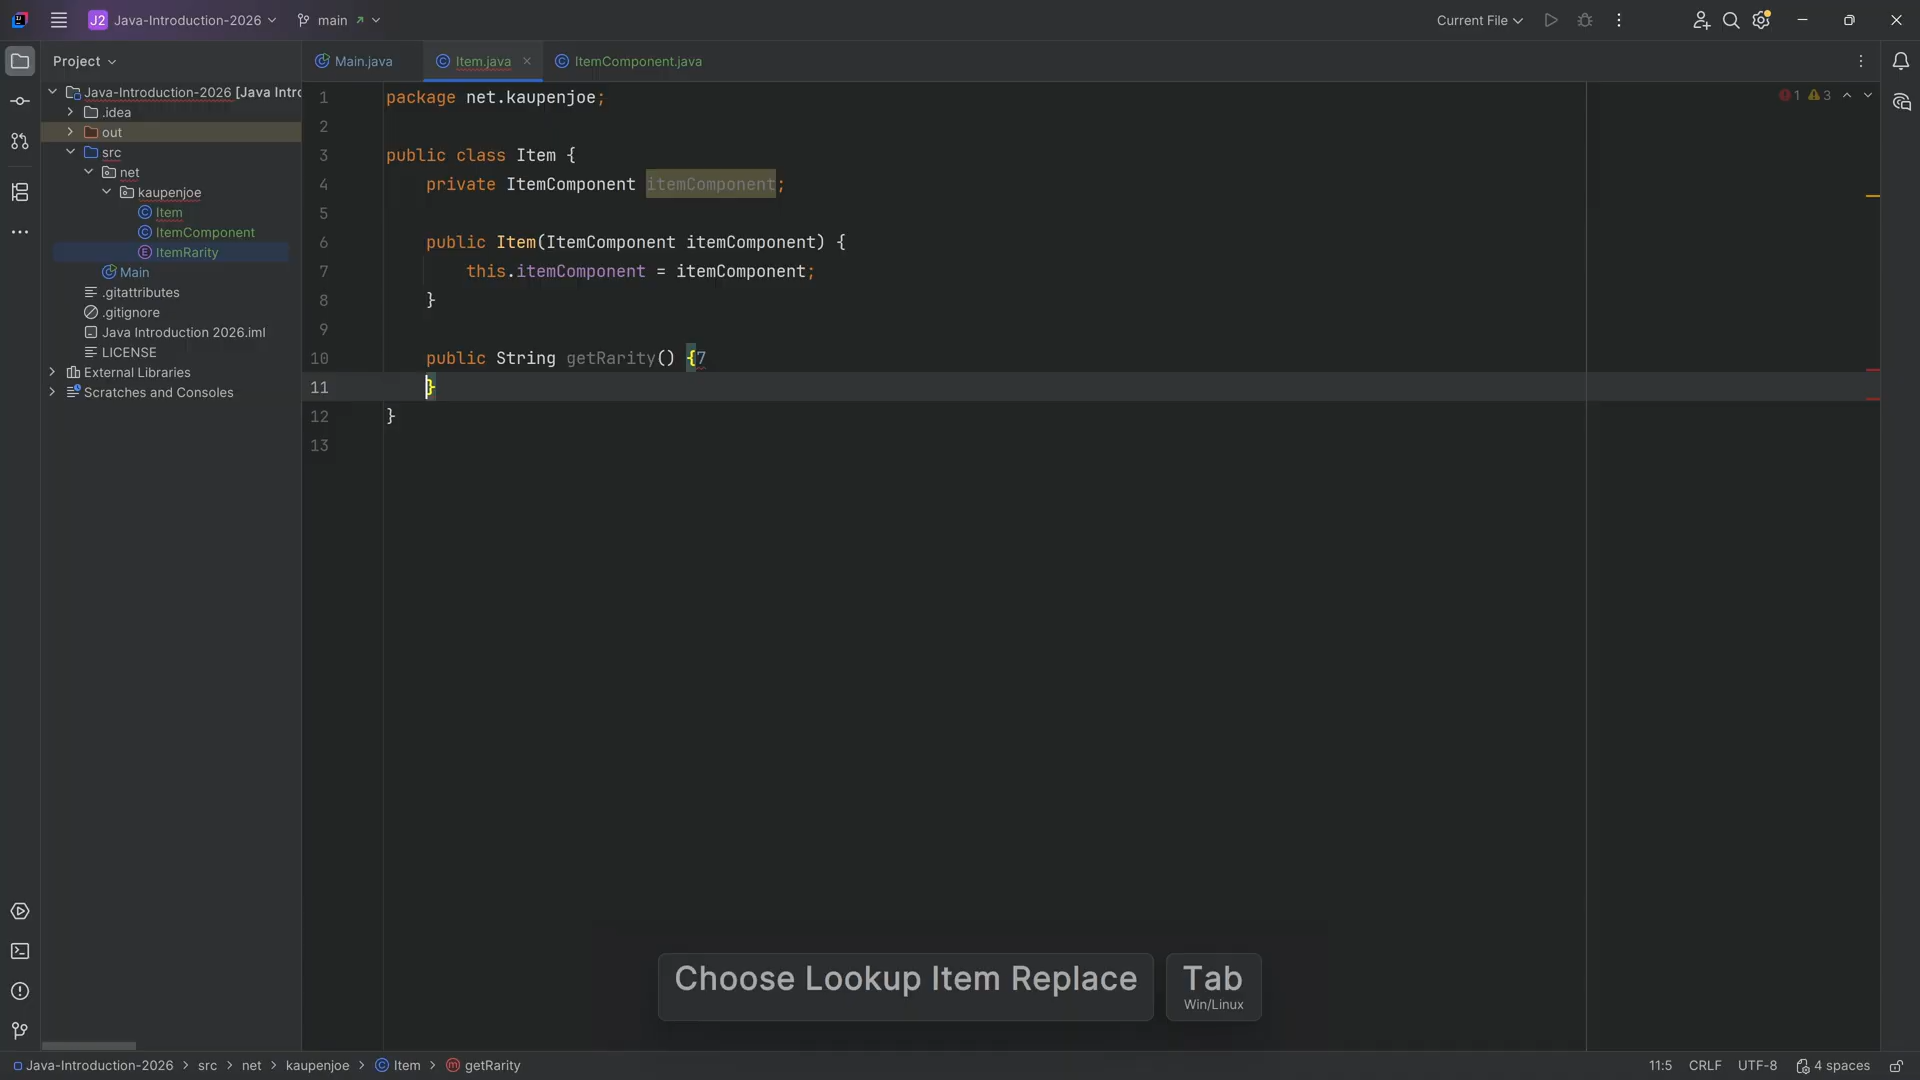 J2 Java-Introduction-2026 main Current File
Project
Main.java Item.java ItemComponent.java
Java-Introduction-2026 [Java Intro
.idea
out
src
net
kaupenjoe
Item
ItemComponent
ItemRarity
Main
.gitattributes
.gitignore
Java Introduction 2026.iml
LICENSE
External Libraries
Scratches and Consoles
1 package net.kaupenjoe;
2
3 public class Item {
4 private ItemComponent itemComponent;
5
6 public Item(ItemComponent itemComponent) {
7 this.itemComponent = itemComponent;
8 }
9
10 public String getRarity() {7
11 }
12 }
13
1 3
Choose Lookup Item Replace Tab
Win/Linux
Java-Introduction-2026 > src > net > kaupenjoe > Item > getRarity 11:5 CRLF UTF-8 4 spaces